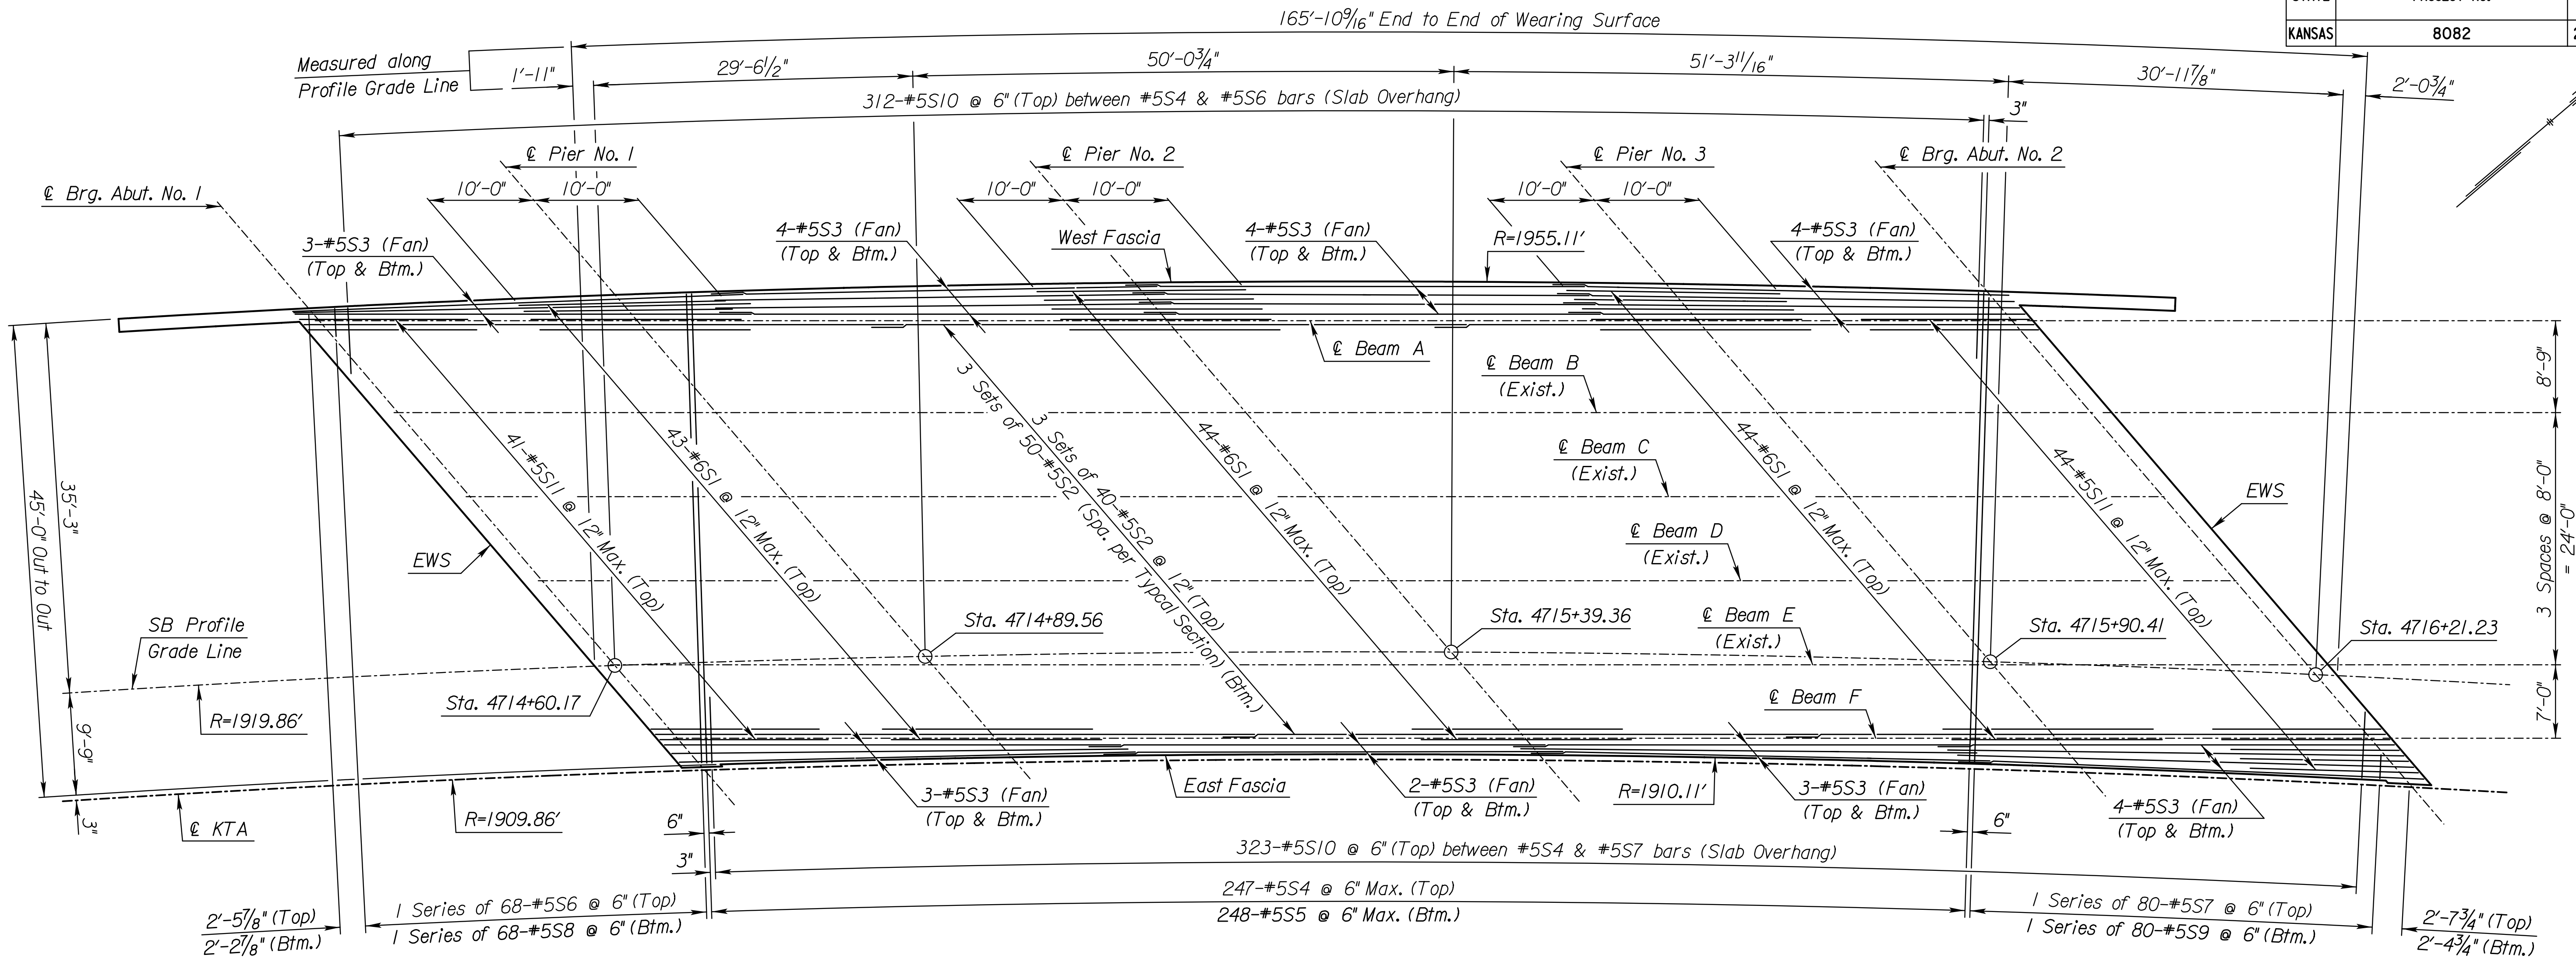 165'-10 9/16" End to End of Wearing Surface
KANSAS 8082
Measured along
Profile Grade Line
1'-11"
29'-6 1/2"
50'-0 3/4"
51'-3 11/16"
30'-11 7/8"
2'-0 3/4"
312-#5S10 @ 6" (Top) between #5S4 & #5S6 bars (Slab Overhang)
3"
℄ Brg. Abut. No. 1
℄ Pier No. 1
℄ Pier No. 2
℄ Pier No. 3
℄ Brg. Abut. No. 2
10'-0" 10'-0"
10'-0" 10'-0"
10'-0" 10'-0"
3-#5S3 (Fan)
(Top & Btm.)
4-#5S3 (Fan)
(Top & Btm.)
West Fascia
4-#5S3 (Fan)
(Top & Btm.)
R=1955.11'
4-#5S3 (Fan)
(Top & Btm.)
℄ Beam A
℄ Beam B
(Exist.)
℄ Beam C
(Exist.)
℄ Beam D
(Exist.)
℄ Beam E
(Exist.)
℄ Beam F
8'-9"
3 Spaces @ 8'-0"
= 24'-0"
7'-0"
45'-0" Out to Out
35'-3"
9'-9"
3"
41-#5S11 @ 12" Max. (Top)
43-#6S1 @ 12" Max. (Top)
3 Sets of 40-#5S2 @ 12" (Top)
3 Sets of 50-#5S2 (Spa. per Typcal Section) (Btm.)
44-#6S1 @ 12" Max. (Top)
44-#6S1 @ 12" Max. (Top)
44-#5S11 @ 12" Max. (Top)
EWS
EWS
SB Profile
Grade Line
R=1919.86'
Sta. 4714+60.17
Sta. 4714+89.56
Sta. 4715+39.36
Sta. 4715+90.41
Sta. 4716+21.23
℄ KTA
R=1909.86'
3-#5S3 (Fan)
(Top & Btm.)
East Fascia
2-#5S3 (Fan)
(Top & Btm.)
R=1910.11'
3-#5S3 (Fan)
(Top & Btm.)
4-#5S3 (Fan)
(Top & Btm.)
6"
3"
6"
323-#5S10 @ 6" (Top) between #5S4 & #5S7 bars (Slab Overhang)
247-#5S4 @ 6" Max. (Top)
248-#5S5 @ 6" Max. (Btm.)
2'-5 7/8" (Top)
2'-2 7/8" (Btm.)
1 Series of 68-#5S6 @ 6" (Top)
1 Series of 68-#5S8 @ 6" (Btm.)
1 Series of 80-#5S7 @ 6" (Top)
1 Series of 80-#5S9 @ 6" (Btm.)
2'-7 3/4" (Top)
2'-4 3/4" (Btm.)